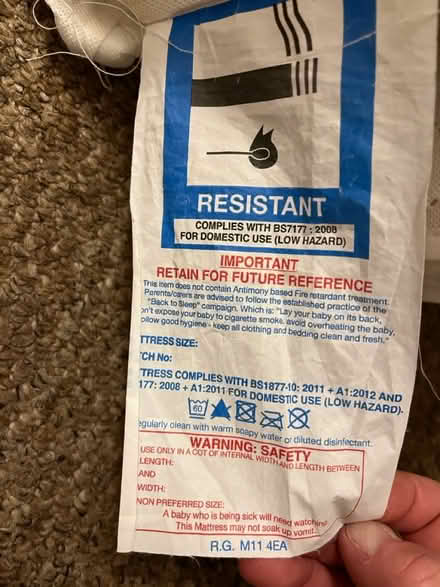 RESISTANT
COMPLIES WITH BS7177 : 2008
FOR DOMESTIC USE (LOW HAZARD)
IMPORTANT
RETAIN FOR FUTURE REFERENCE
This item does not contain Antimony based Fire retardant treatment.
Parents/carers are advised to follow the established practice of the
"Back to Sleep" campaign. Which is: "Lay your baby on its back,
on't expose your baby to cigarette smoke, avoid overheating the baby,
ollow good hygiene - keep all clothing and bedding clean and fresh."
TTRESS SIZE:
CH No:
TRESS COMPLIES WITH BS1877-10: 2011 + A1:2012 AND
177: 2008 + A1:2011 FOR DOMESTIC USE (LOW HAZARD).
60
egularly clean with warm soapy water or diluted disinfectant.
WARNING: SAFETY
USE ONLY IN A COT OF INTERNAL WIDTH AND LENGTH BETWEEN
LENGTH:
AND
WIDTH:
NON PREFERRED SIZE:
A baby who is being sick will need watching
This Mattress may not soak up vomit.
R.G. M11 4EA